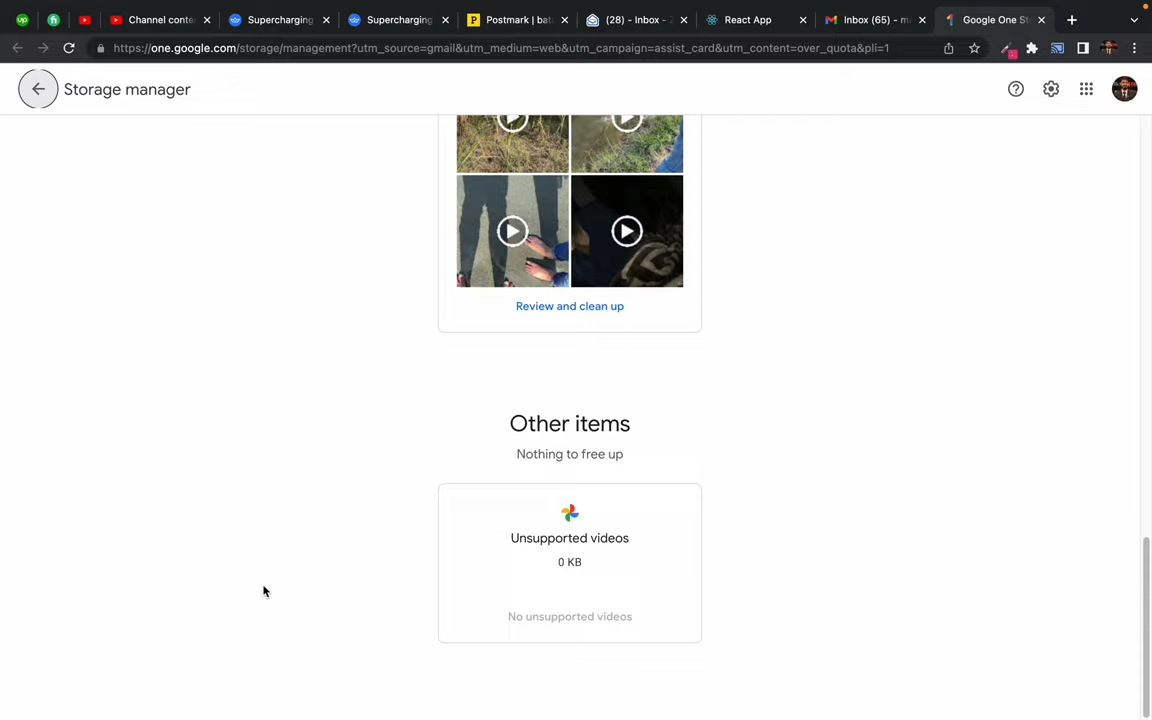 Channel conte
Supercharging
Supercharging
Postmark | bat
(28) - Inbox -
React App
Inbox (65) - m
Google One St
https://one.google.com/storage/management?utm_source=gmail&utm_medium=web&utm_campaign=assist_card&utm_content=over_quota&pli=1
Storage manager
Review and clean up
Other items
Nothing to free up
Unsupported videos
0 KB
No unsupported videos